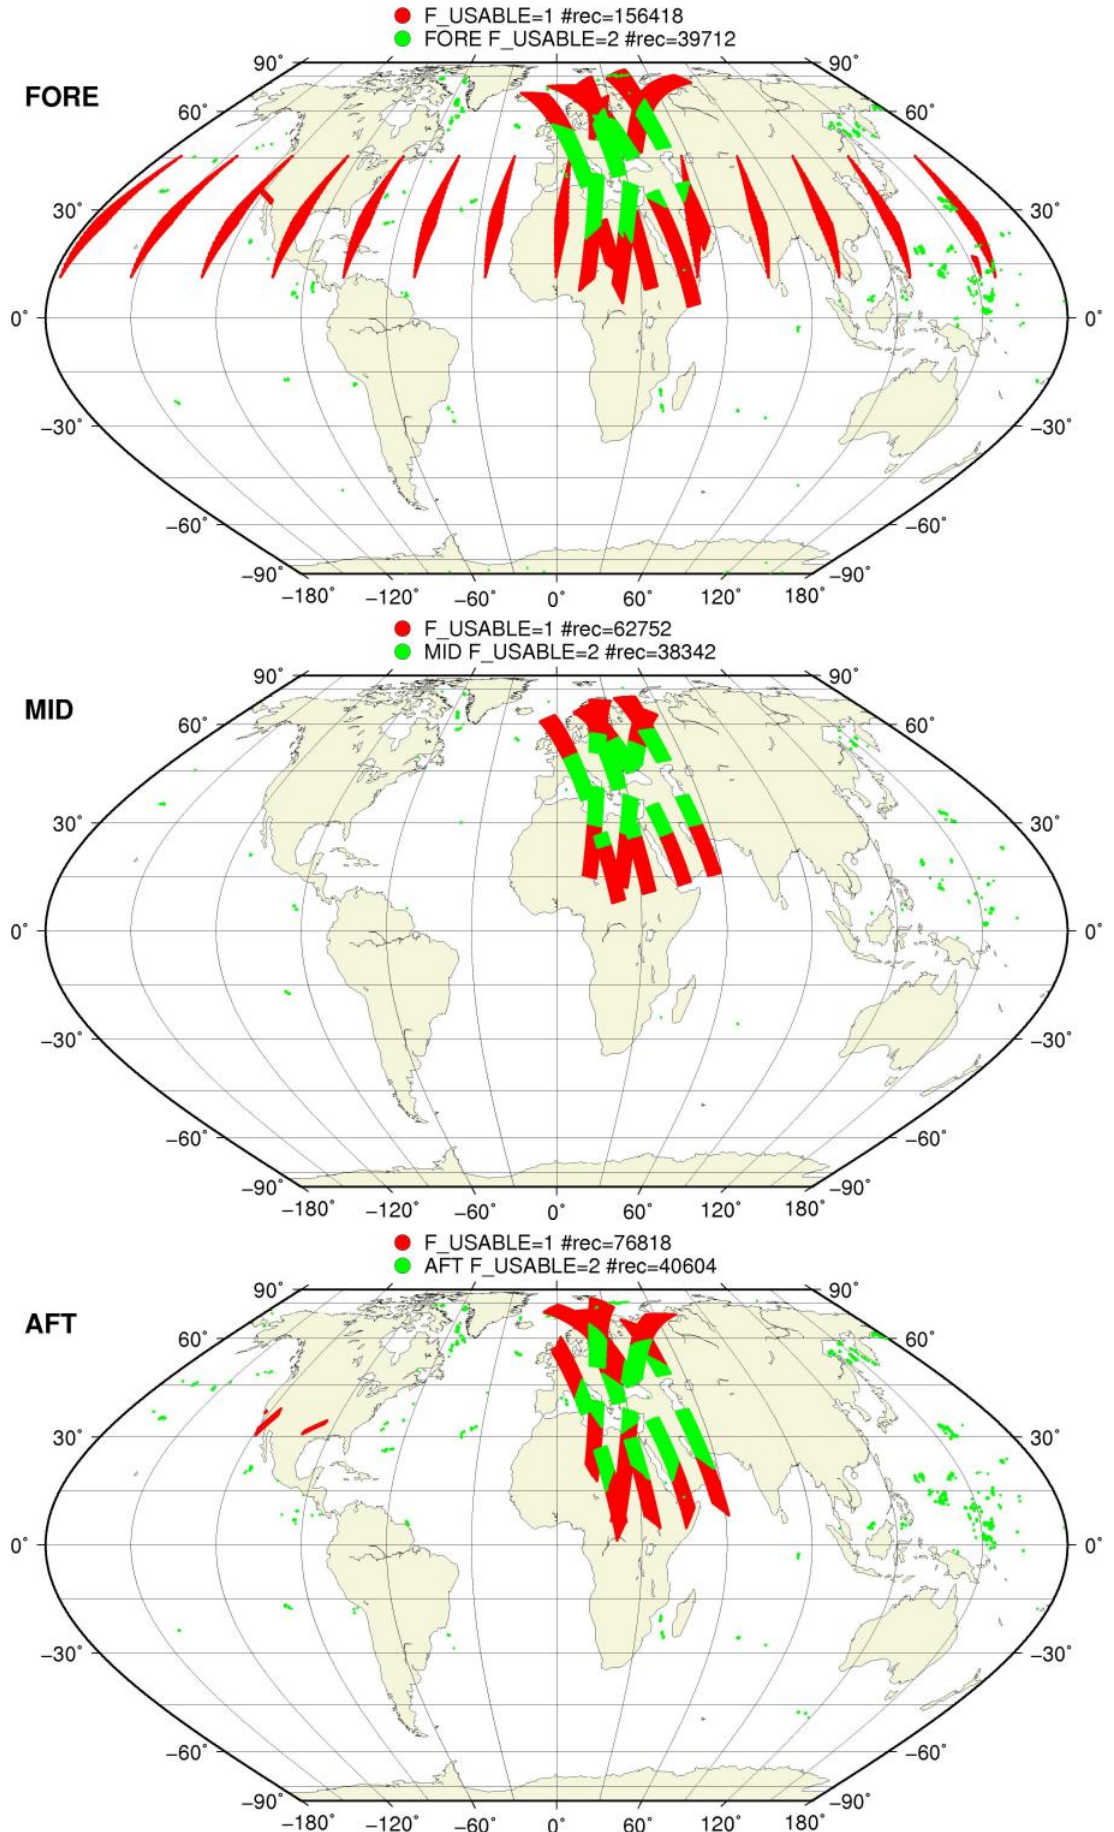 F_USABLE=1 #rec=156418
FORE F_USABLE=2 #rec=39712
FORE
90° 90°
60° 60°
30° 30°
0° 0°
−30° −30°
−60° −60°
−90° −90°
−180° −120° −60° 0° 60° 120° 180°
F_USABLE=1 #rec=62752
MID F_USABLE=2 #rec=38342
MID
90° 90°
60° 60°
30° 30°
0° 0°
−30° −30°
−60° −60°
−90° −90°
−180° −120° −60° 0° 60° 120° 180°
F_USABLE=1 #rec=76818
AFT F_USABLE=2 #rec=40604
AFT
90° 90°
60° 60°
30° 30°
0° 0°
−30° −30°
−60° −60°
−90° −90°
−180° −120° −60° 0° 60° 120° 180°